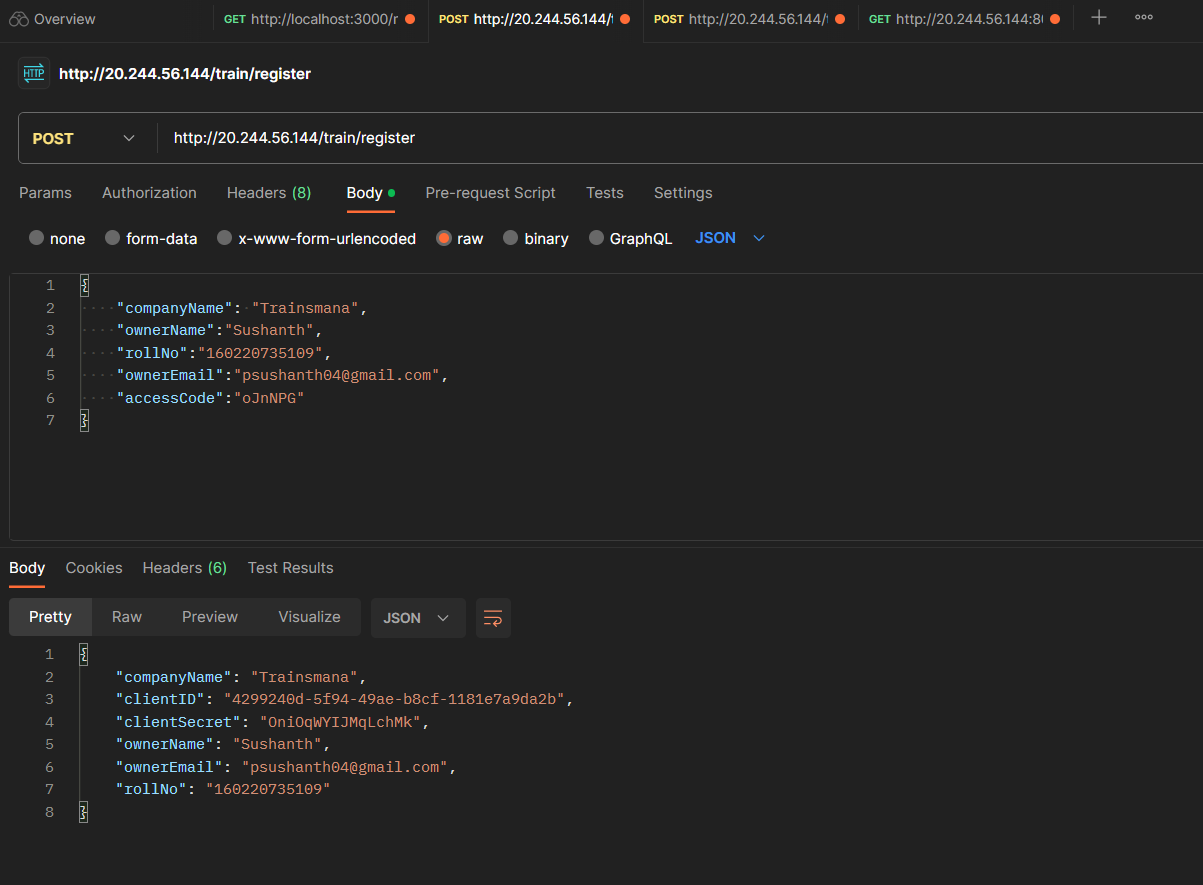 Overview
GET http://localhost:3000/r
POST http://20.244.56.144/t
POST http://20.244.56.144/t
GET http://20.244.56.144:80
HTTP http://20.244.56.144/train/register
POST http://20.244.56.144/train/register
Params Authorization Headers (8) Body Pre-request Script Tests Settings
none form-data x-www-form-urlencoded raw binary GraphQL JSON
1 {
2 "companyName": "Trainsmana",
3 "ownerName":"Sushanth",
4 "rollNo":"160220735109",
5 "ownerEmail":"psushanth04@gmail.com",
6 "accessCode":"oJnNPG"
7 }
Body Cookies Headers (6) Test Results
Pretty Raw Preview Visualize JSON
1 {
2 "companyName": "Trainsmana",
3 "clientID": "4299240d-5f94-49ae-b8cf-1181e7a9da2b",
4 "clientSecret": "OniOqWYIJMqLchMk",
5 "ownerName": "Sushanth",
6 "ownerEmail": "psushanth04@gmail.com",
7 "rollNo": "160220735109"
8 }